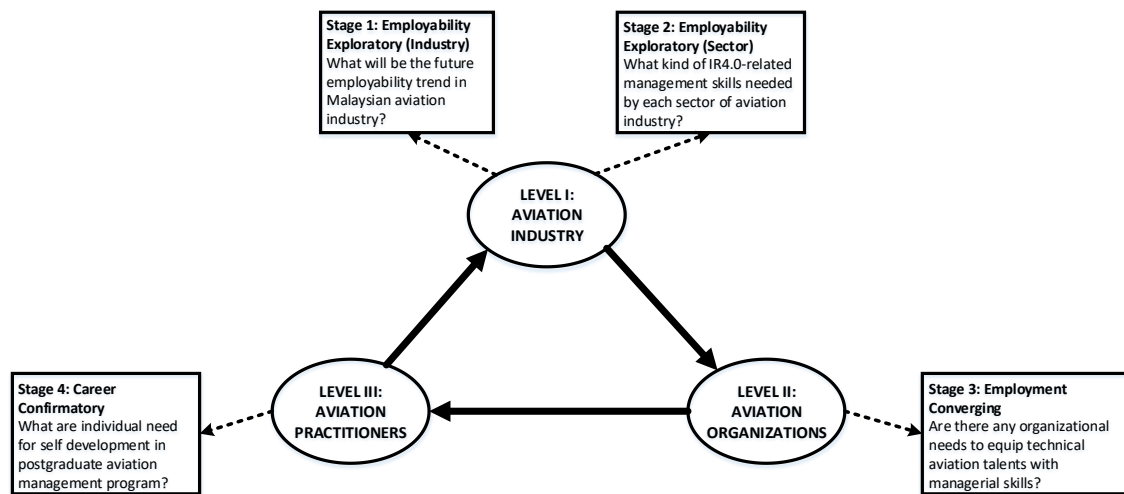 Stage 1: Employability
Exploratory (Industry)
What will be the future
employability trend in
Malaysian aviation
industry?
Stage 2: Employability
Exploratory (Sector)
What kind of IR4.0-related
management skills needed
by each sector of aviation
industry?
LEVEL I:
AVIATION
INDUSTRY
Stage 4: Career
Confirmatory
What are individual need
for self development in
postgraduate aviation
management program?
LEVEL III:
AVIATION
PRACTITIONERS
LEVEL II:
AVIATION
ORGANIZATIONS
Stage 3: Employment
Converging
Are there any organizational
needs to equip technical
aviation talents with
managerial skills?